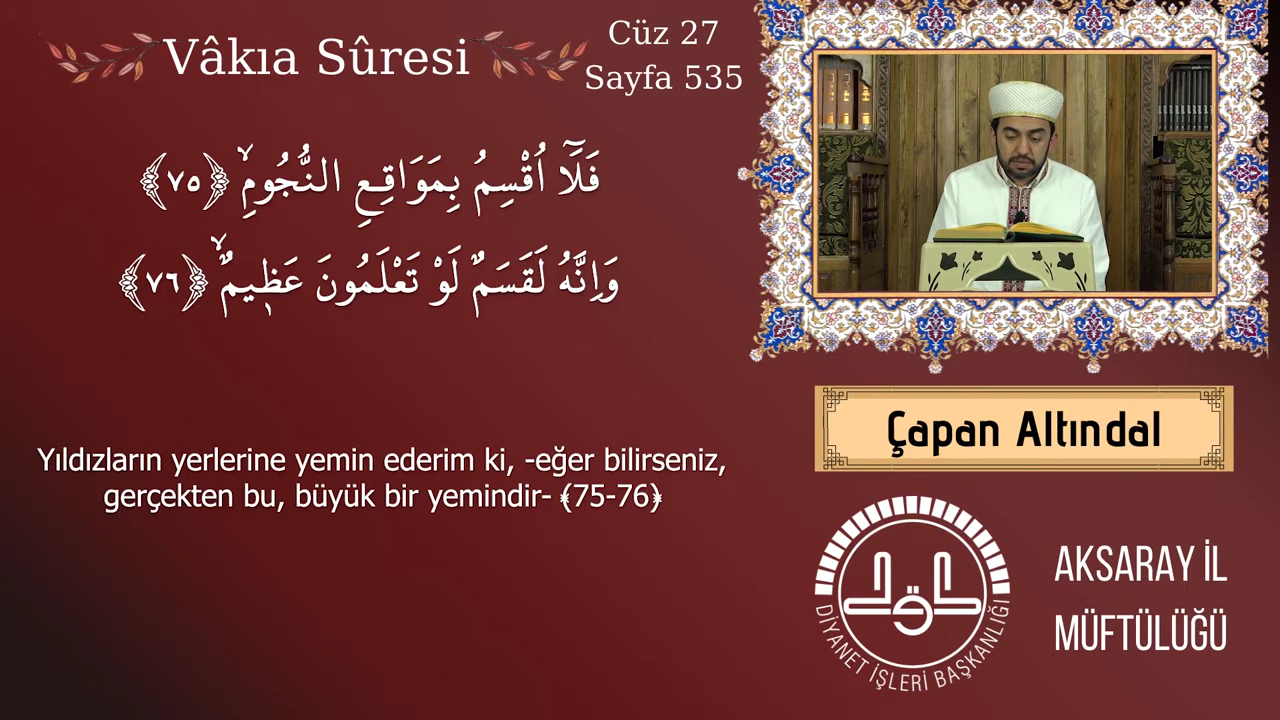 Vâkıa Sûresi
Cüz 27
Sayfa 535
فَلَٓا اُقْسِمُ بِمَوَاقِعِ النُّجُومِۙ ﴿٧٥﴾
وَاِنَّهُ لَقَسَمٌ لَوْ تَعْلَمُونَ عَظ۪يمٌۙ ﴿٧٦﴾
Yıldızların yerlerine yemin ederim ki, -eğer bilirseniz,
gerçekten bu, büyük bir yemindir- ﴾75-76﴿
Çapan Altındal
DİYANET İŞLERİ BAŞKANLIĞI
AKSARAY İL
MÜFTÜLÜĞÜ